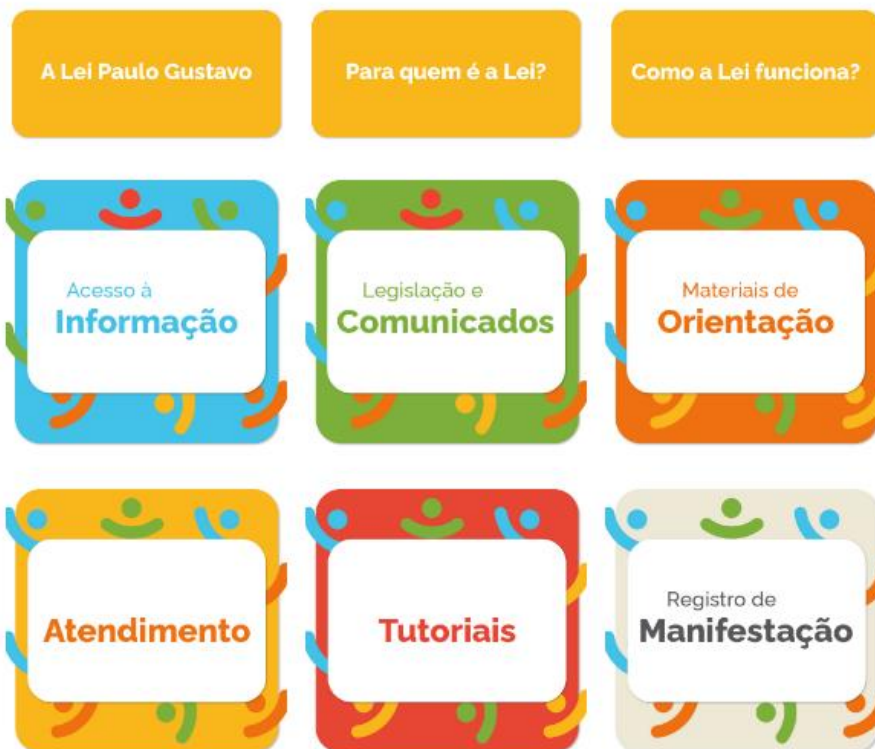 A Lei Paulo Gustavo
Para quem é a Lei?
Como a Lei funciona?
Acesso à
Informação
Legislação e
Comunicados
Materiais de
Orientação
Atendimento
Tutoriais
Registro de
Manifestação